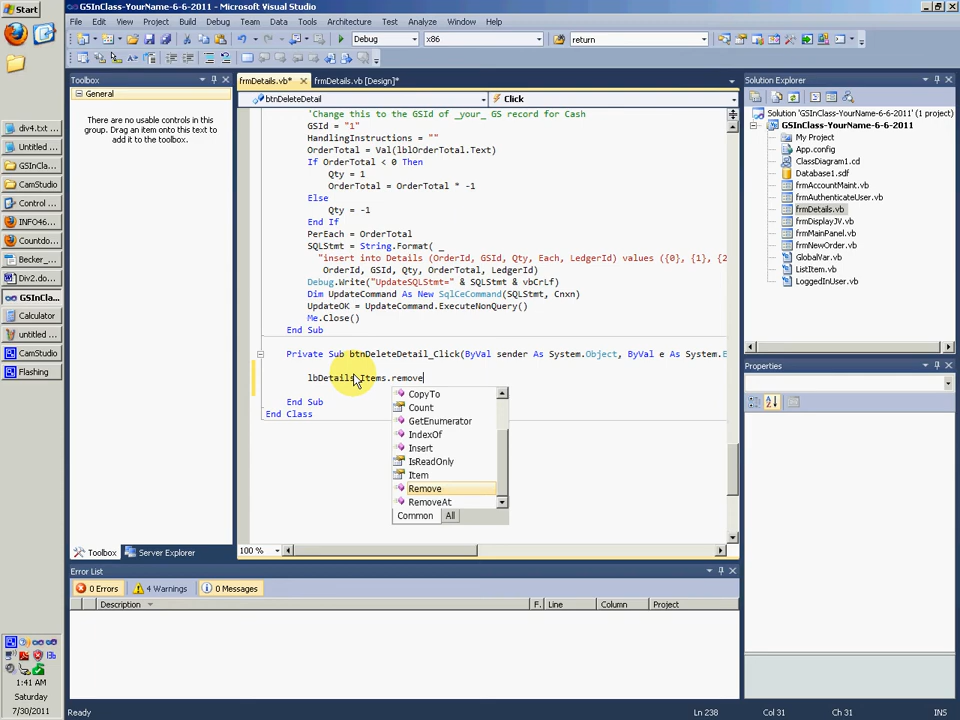 Start
GSInClass-YourName-6-6-2011 - Microsoft Visual Studio
File Edit View Project Build Debug Team Data Tools Architecture Test Analyze Window Help
Debug x86 return
Toolbox
General
There are no usable controls in this
group. Drag an item onto this text to
add it to the toolbox.
Toolbox Server Explorer
frmDetails.vb* frmDetails.vb [Design]*
btnDeleteDetail Click
'Change this to the GSId of _your_ GS record for Cash
GSId = "1"
HandlingInstructions = ""
OrderTotal = Val(lblOrderTotal.Text)
If OrderTotal < 0 Then
Qty = 1
OrderTotal = OrderTotal * -1
Else
Qty = -1
End If
PerEach = OrderTotal
SQLStmt = String.Format( _
"insert into Details (OrderId, GSId, Qty, Each, LedgerId) values ({0}, {1}, {2
OrderId, GSId, Qty, OrderTotal, LedgerId)
Debug.Write("UpdateSQLStmt=" & SQLStmt & vbCrLf)
Dim UpdateCommand As New SqlCeCommand(SQLStmt, Cnxn)
UpdateOK = UpdateCommand.ExecuteNonQuery()
Me.Close()
End Sub
Private Sub btnDeleteDetail_Click(ByVal sender As System.Object, ByVal e As System.E
lbDetails.Items.remove
End Sub
End Class
CopyTo
Count
GetEnumerator
IndexOf
Insert
IsReadOnly
Item
Remove
RemoveAt
Common All
100 %
Solution Explorer
Solution 'GSInClass-YourName-6-6-2011' (1 project)
GSInClass-YourName-6-6-2011
My Project
App.config
ClassDiagram1.cd
Database1.sdf
frmAccountMaint.vb
frmAuthenticateUser.vb
frmDetails.vb
frmDisplayJV.vb
frmMainPanel.vb
frmNewOrder.vb
GlobalVar.vb
ListItem.vb
LoggedInUser.vb
Properties
Error List
0 Errors 4 Warnings 0 Messages
Description F. Line Column Project
div4.txt ...
Untitled ...
GSInCl...
CamStudio
Control ...
INFO46...
Countdo...
Becker_...
Div2.do...
GSInCla...
Calculator
untitled ...
CamStudio
Flashing
1:41 AM
Saturday
7/30/2011
Ready Ln 238 Col 31 Ch 31 INS